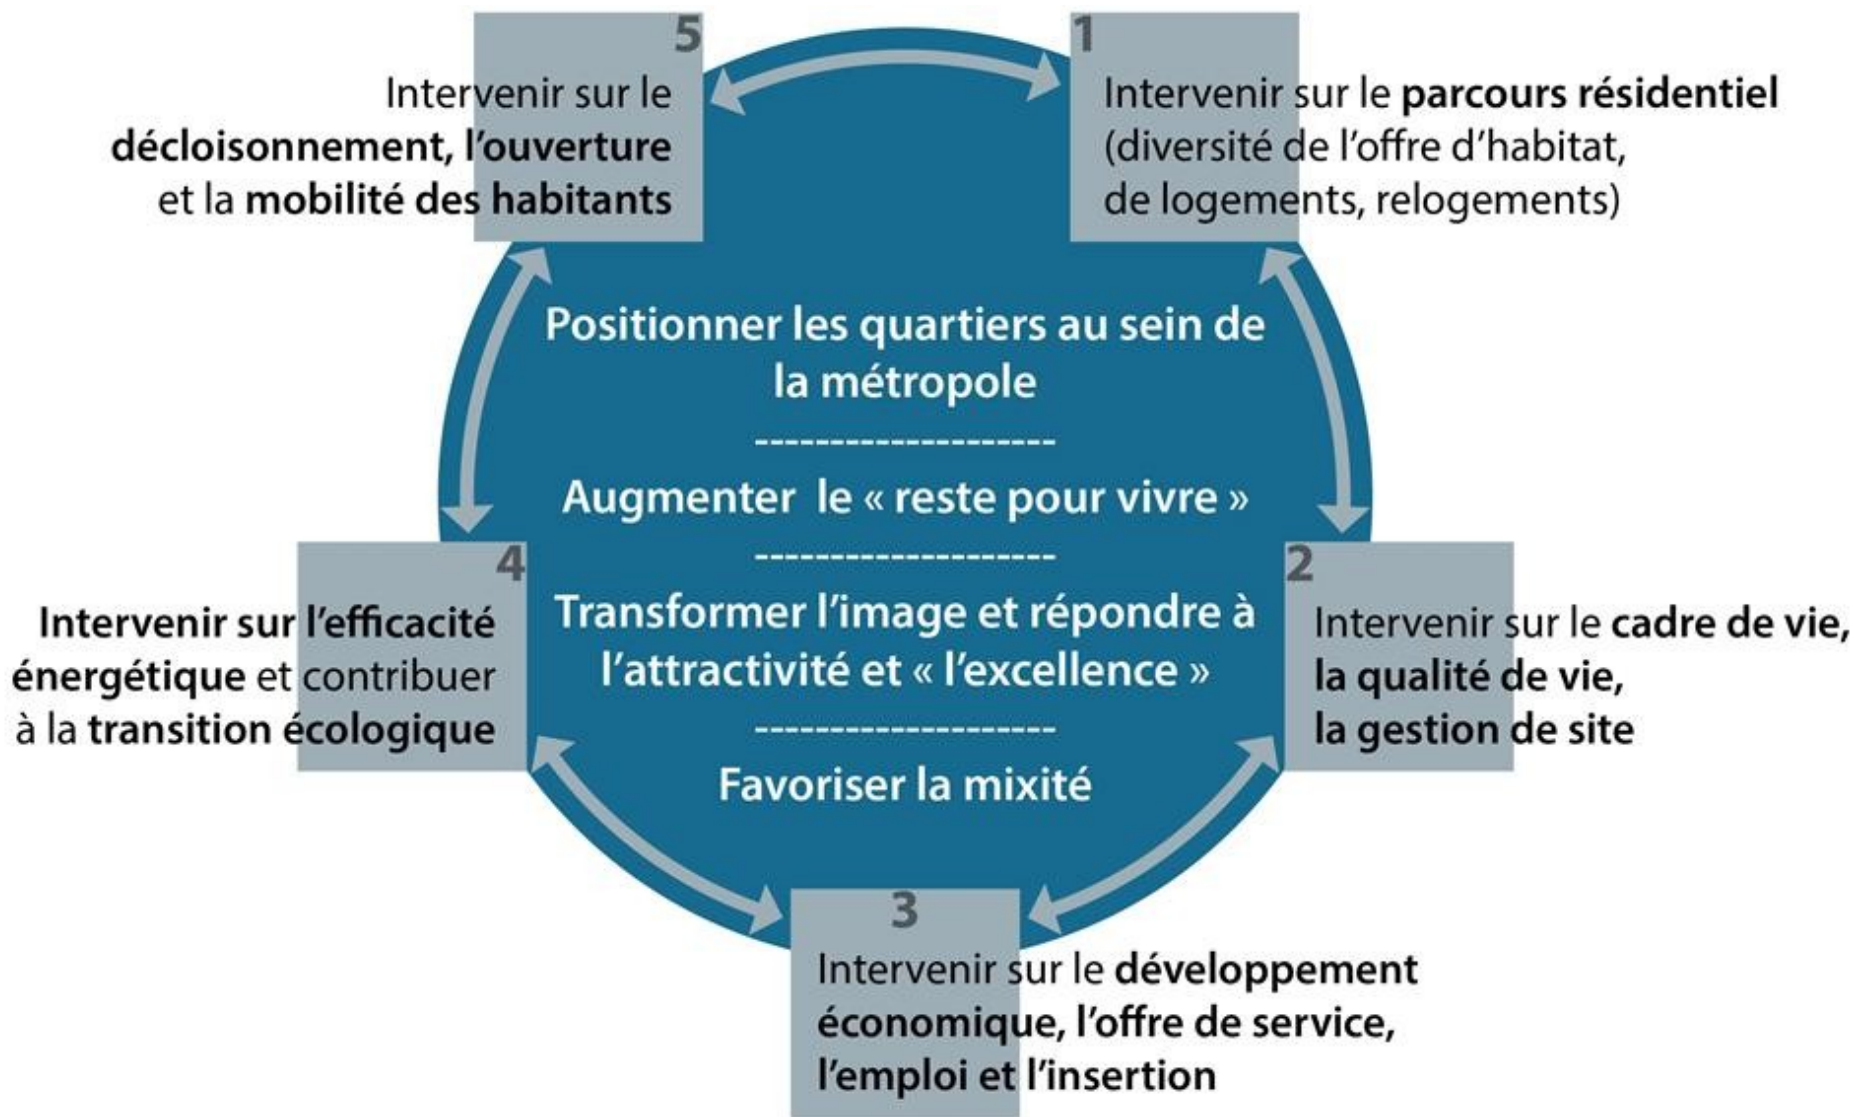 5
Intervenir sur le
décloisonnement, l’ouverture
et la mobilité des habitants
1
Intervenir sur le parcours résidentiel
(diversité de l’offre d’habitat,
de logements, relogements)
Positionner les quartiers au sein de
la métropole
--------------------
Augmenter le « reste pour vivre »
--------------------
Transformer l’image et répondre à
l’attractivité et « l’excellence »
--------------------
Favoriser la mixité
4
Intervenir sur l’efficacité
énergétique et contribuer
à la transition écologique
2
Intervenir sur le cadre de vie,
la qualité de vie,
la gestion de site
3
Intervenir sur le développement
économique, l’offre de service,
l’emploi et l’insertion